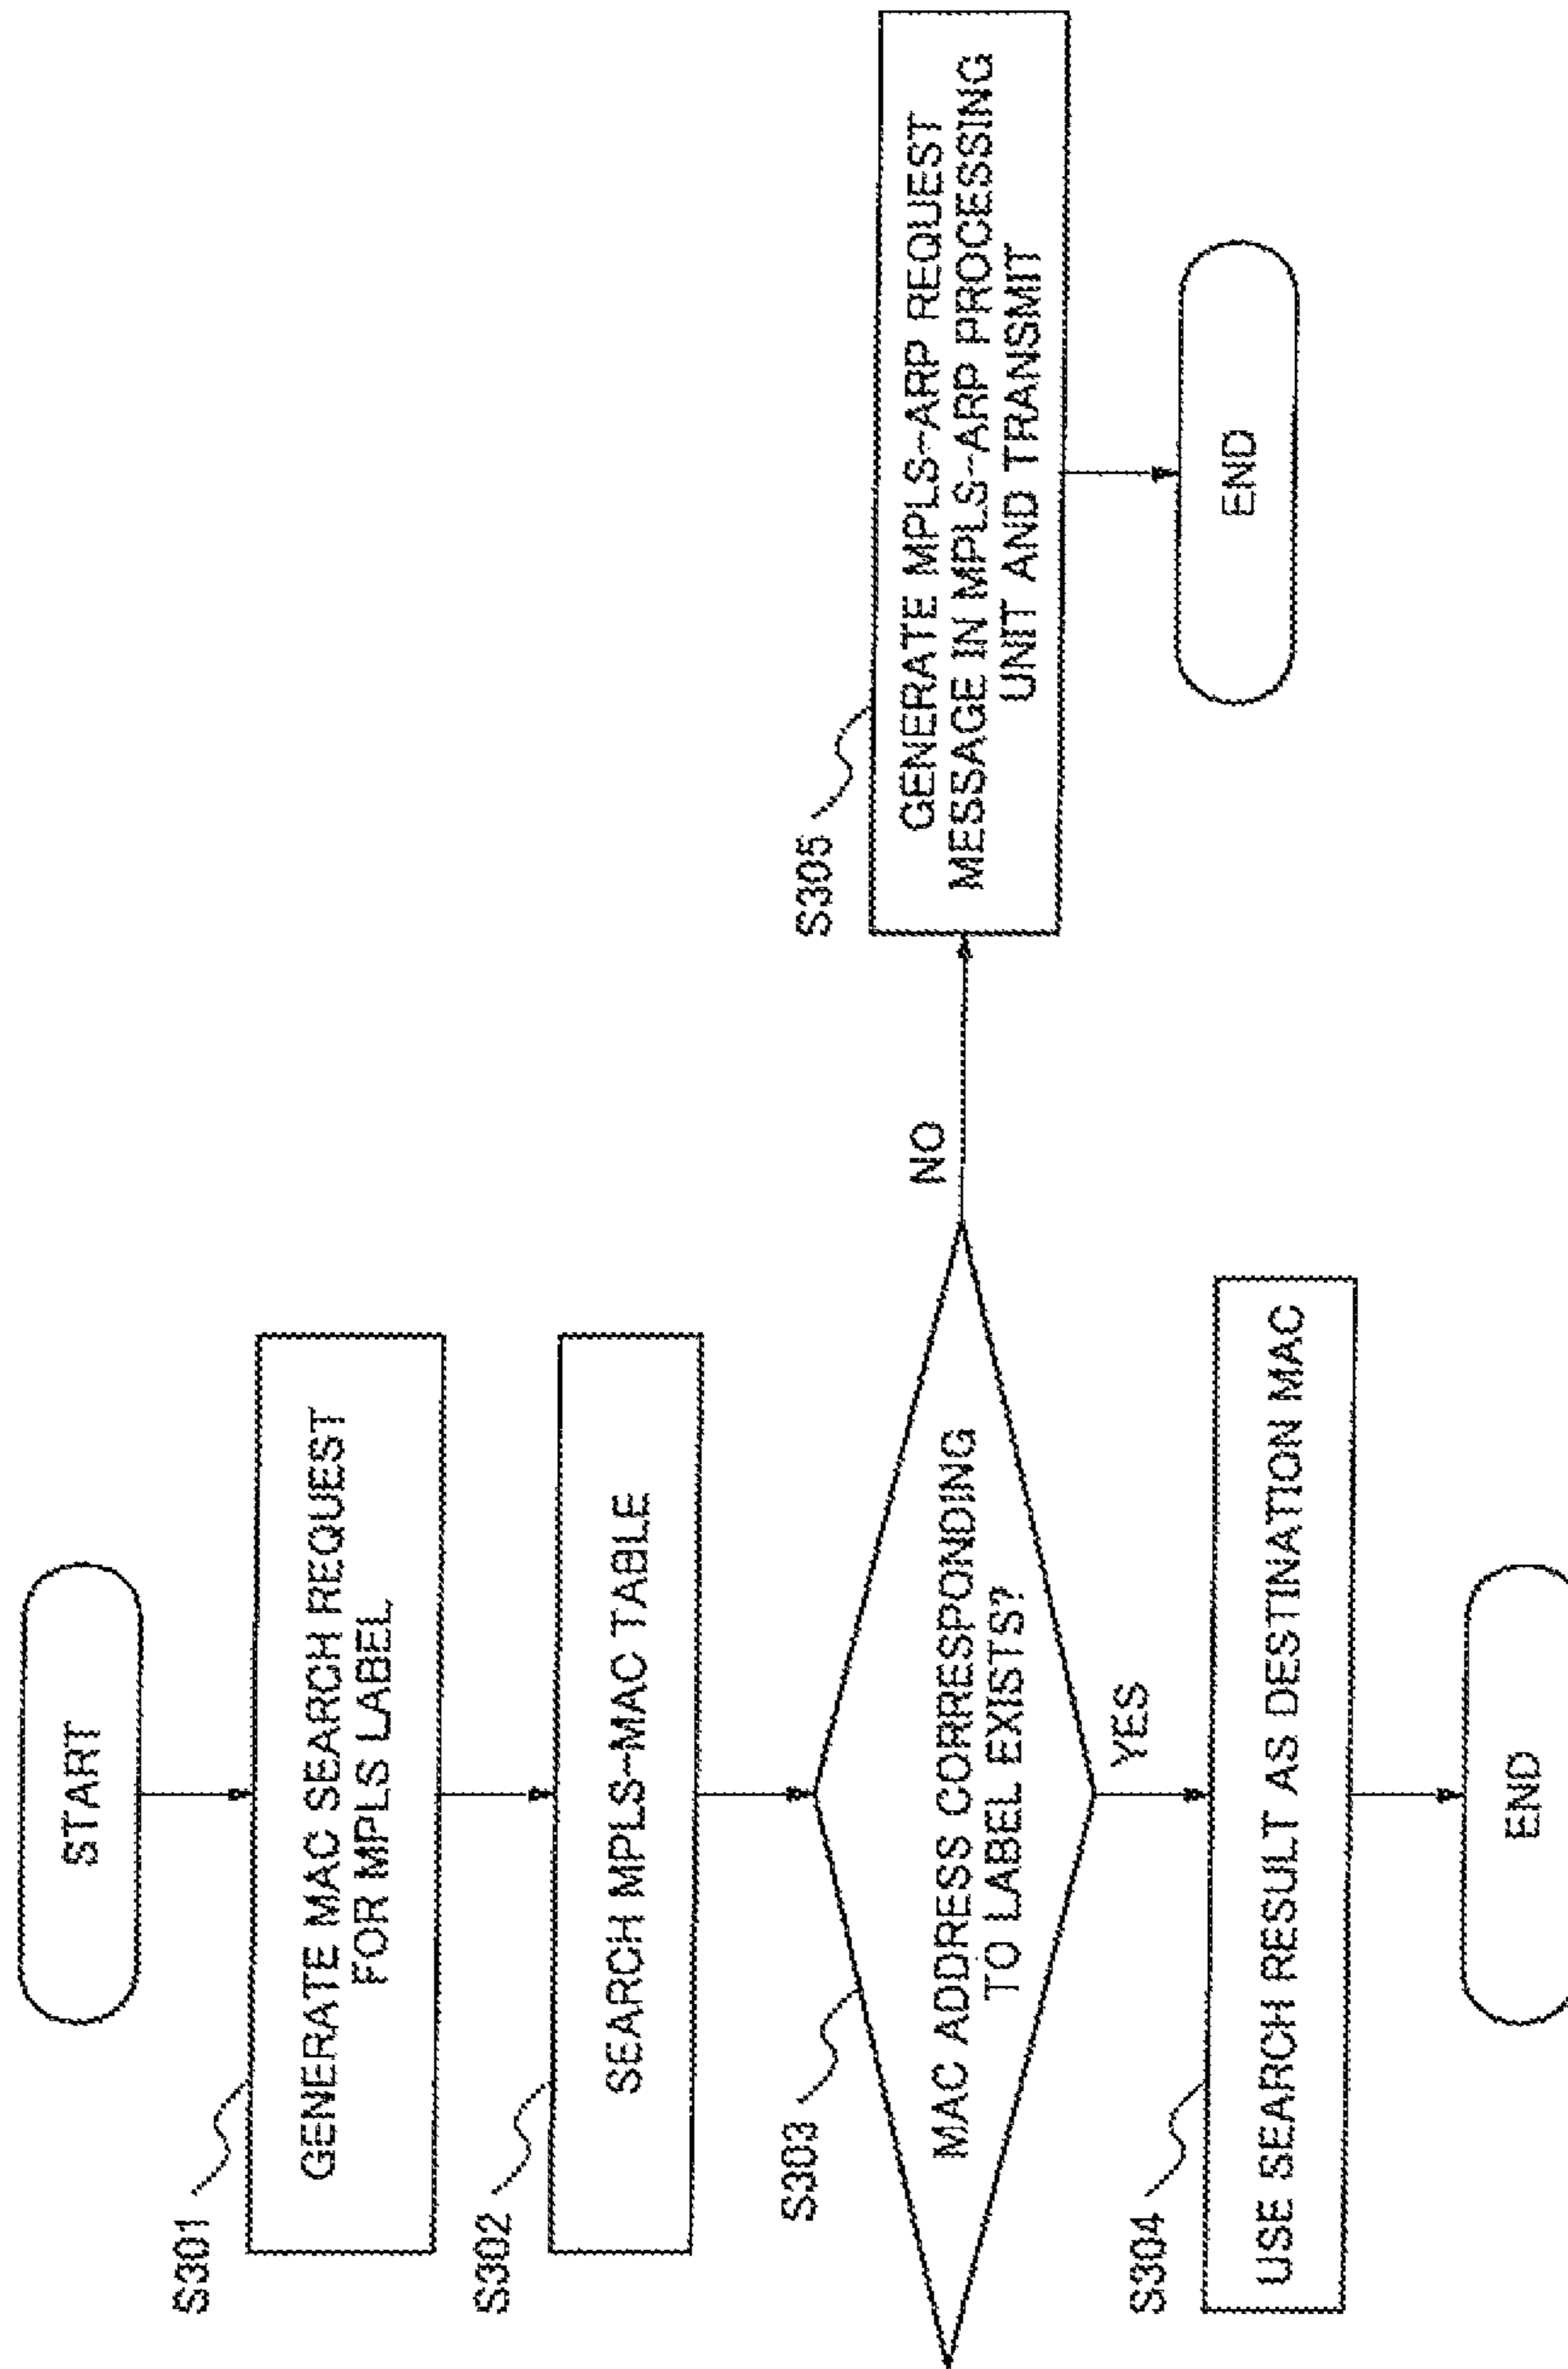 START
S301
GENERATE MAC SEARCH REQUEST
FOR MPLS LABEL
S302
SEARCH MPLS-MAC TABLE
S303
MAC ADDRESS CORRESPONDING
TO LABEL EXISTS?
NO
YES
S305
GENERATE MPLS-ARP REQUEST
MESSAGE IN MPLS-ARP PROCESSING
UNIT AND TRANSMIT
END
S304
USE SEARCH RESULT AS DESTINATION MAC
END